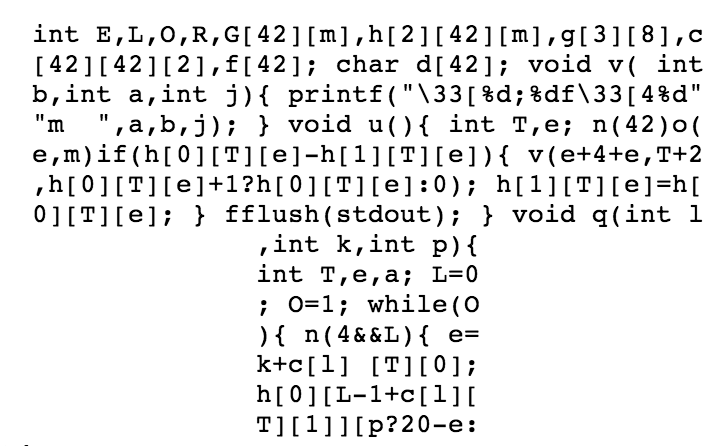 int E,L,O,R,G[42][m],h[2][42][m],g[3][8],c
[42][42][2],f[42]; char d[42]; void v( int
b,int a,int j){ printf("\33[%d;%df\33[4%d"
"m  ",a,b,j); } void u(){ int T,e; n(42)o(
e,m)if(h[0][T][e]-h[1][T][e]){ v(e+4+e,T+2
,h[0][T][e]+1?h[0][T][e]:0); h[1][T][e]=h[
0][T][e]; } fflush(stdout); } void q(int l
,int k,int p){
int T,e,a; L=0
; O=1; while(O
){ n(4&&L){ e=
k+c[l] [T][0];
h[0][L-1+c[l][
T][1]][p?20-e: